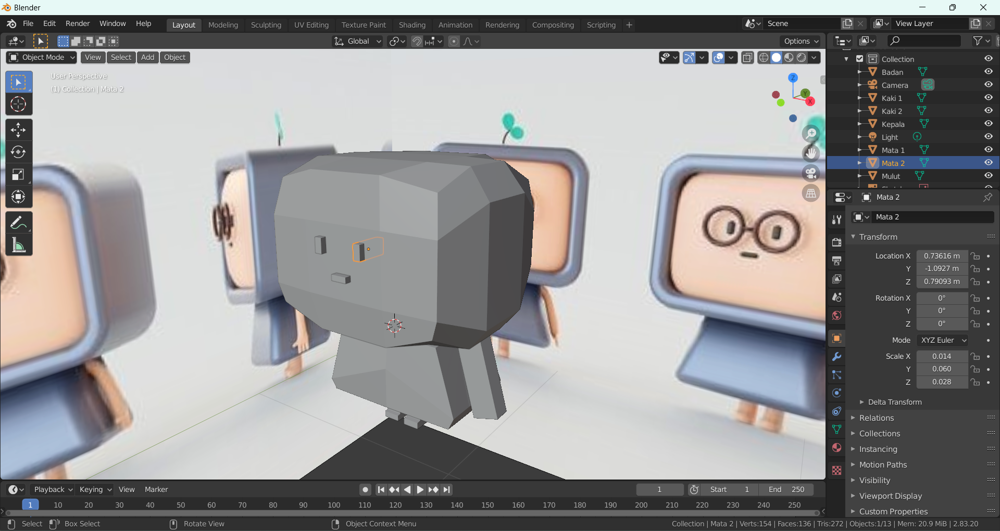 Blender
File Edit Render Window Help Layout Modeling Sculpting UV Editing Texture Paint Shading Animation Rendering Compositing Scripting + Scene View Layer
Global Options
Object Mode View Select Add Object
User Perspective
(1) Collection | Mata 2
Z
Y
X
Collection
Badan
Camera
Kaki 1
Kaki 2
Kepala
Light
Mata 1
Mata 2
Mulut
Mata 2
Mata 2
Transform
Location X 0.73616 m
Y -1.0927 m
Z 0.79093 m
Rotation X 0°
Y 0°
Z 0°
Mode XYZ Euler
Scale X 0.014
Y 0.060
Z 0.028
Delta Transform
Relations
Collections
Instancing
Motion Paths
Visibility
Viewport Display
Custom Properties
Playback Keying View Marker 1 Start 1 End 250
1 10 20 30 40 50 60 70 80 90 100 110 120 130 140 150 160 170 180 190 200 210 220 230 240 250
Select Box Select Rotate View Object Context Menu Collection | Mata 2 | Verts:154 | Faces:136 | Tris:272 | Objects:1/13 | Mem: 20.9 MiB | 2.83.20